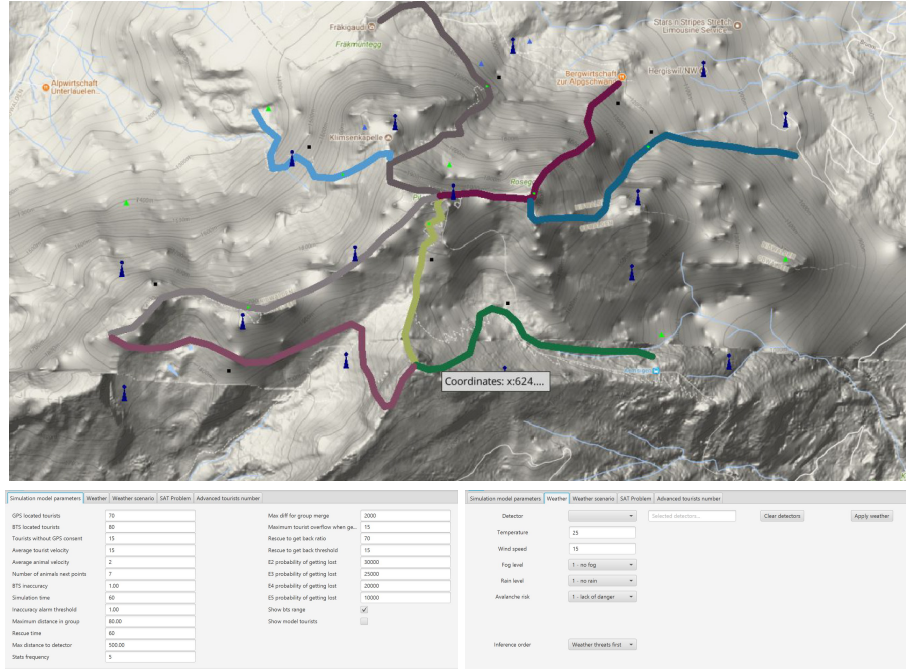 Fräkigaudi
Fräkmüntegg
Stars n Stripes Stretch
Limousine Service...
Alpwirtschaft
Unterlauelen...
Bergwirtschaft
zur Alpgschwänd
Hergiswil/NW
Klimsenkapelle
Coordinates: x:624....
Simulation model parameters
Weather
Weather scenario
SAT Problem
Advanced tourists number
GPS located tourists
70
BTS located tourists
80
Tourists without GPS consent
15
Average tourist velocity
15
Average animal velocity
2
Number of animals next points
7
BTS inaccuracy
1.00
Simulation time
60
Inaccuracy alarm threshold
1.00
Maximum distance in group
80.00
Rescue time
60
Max distance to detector
500.00
Stats frequency
5
Max diff for group merge
2000
Maximum tourist overflow when ge...
15
Rescue to get back ratio
70
Rescue to get back threshold
15
E2 probability of getting lost
30000
E3 probability of getting lost
25000
E4 probability of getting lost
20000
E5 probability of getting lost
10000
Show bts range
Show model tourists
Simulation model parameters
Weather
Weather scenario
SAT Problem
Advanced tourists number
Detector
Selected detectors...
Clear detectors
Apply weather
Temperature
25
Wind speed
15
Fog level
1 - no fog
Rain level
1 - no rain
Avalanche risk
1 - lack of danger
Inference order
Weather threats first